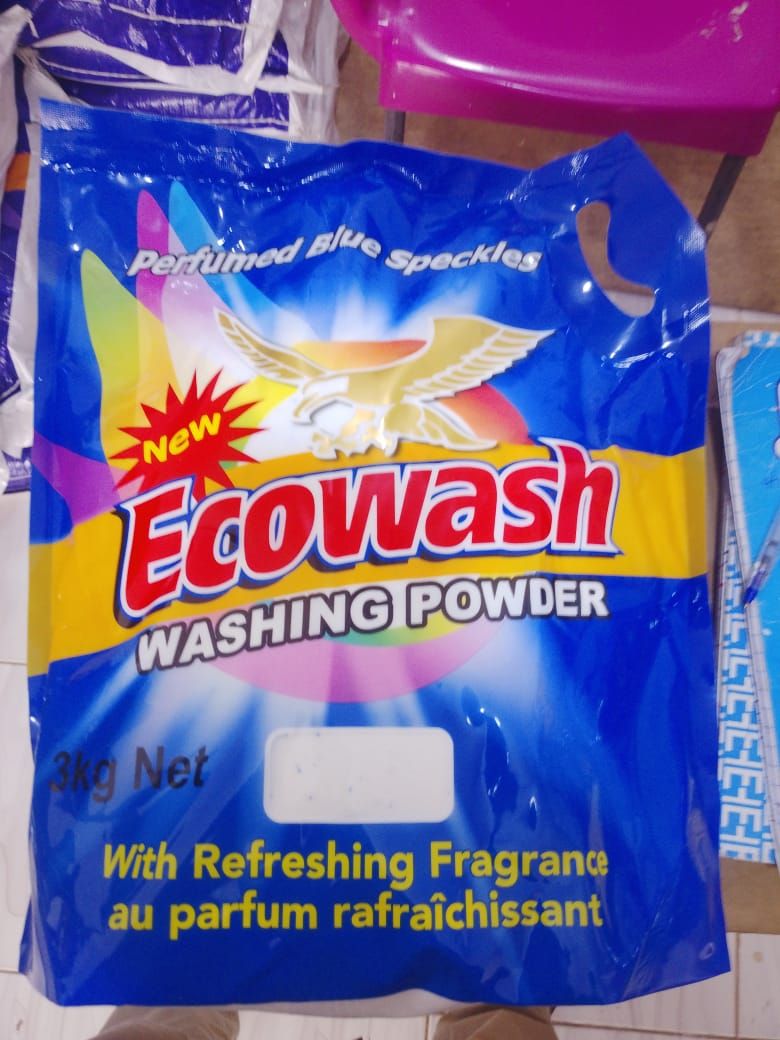 Perfumed Blue Speckles
New
Ecowash
WASHING POWDER
3kg Net
With Refreshing Fragrance
au parfum rafraîchissant